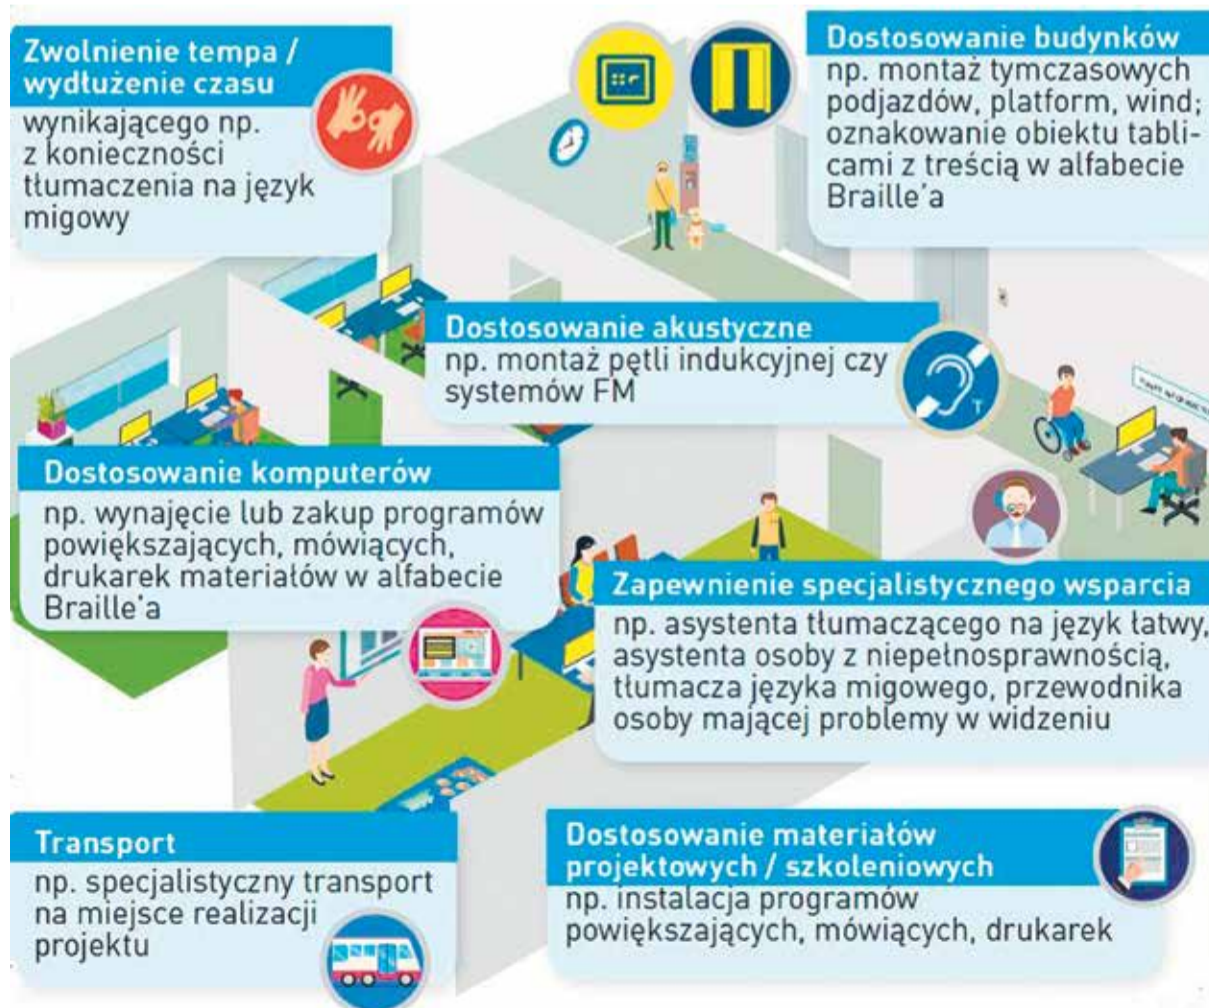 Zwolnienie tempa /
wydłużenie czasu
wynikającego np.
z konieczności
tłumaczenia na język
migowy
Dostosowanie budynków
np. montaż tymczasowych
podjazdów, platform, wind;
oznakowanie obiektu tabli-
cami z treścią w alfabecie
Braille'a
Dostosowanie akustyczne
np. montaż pętli indukcyjnej czy
systemów FM
T
Dostosowanie komputerów
np. wynajęcie lub zakup programów
powiększających, mówiących,
drukarek materiałów w alfabecie
Braille'a
Zapewnienie specjalistycznego wsparcia
np. asystenta tłumaczącego na język łatwy,
asystenta osoby z niepełnosprawnością,
tłumacza języka migowego, przewodnika
osoby mającej problemy w widzeniu
Transport
np. specjalistyczny transport
na miejsce realizacji
projektu
Dostosowanie materiałów
projektowych / szkoleniowych
np. instalacja programów
powiększających, mówiących, drukarek